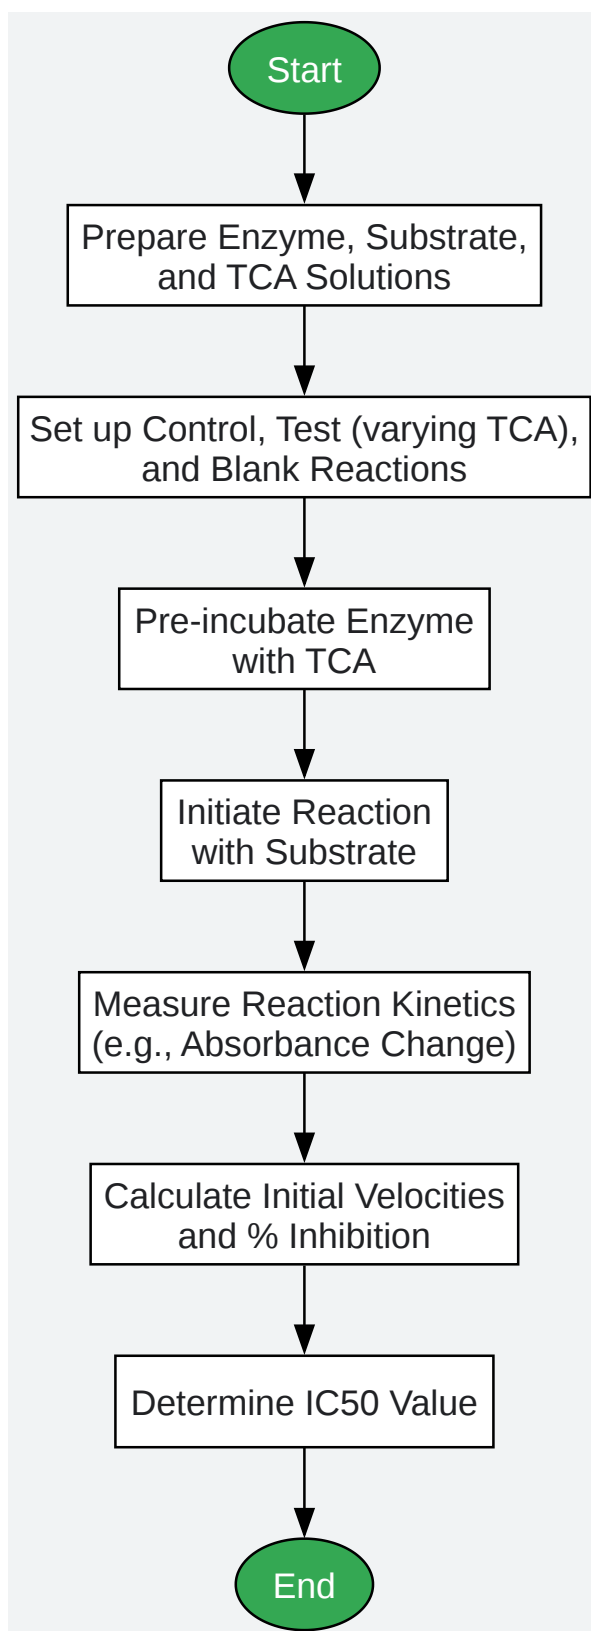 Start
Prepare Enzyme, Substrate,
and TCA Solutions
Set up Control, Test (varying TCA),
and Blank Reactions
Pre-incubate Enzyme
with TCA
Initiate Reaction
with Substrate
Measure Reaction Kinetics
(e.g., Absorbance Change)
Calculate Initial Velocities
and % Inhibition
Determine IC50 Value
End